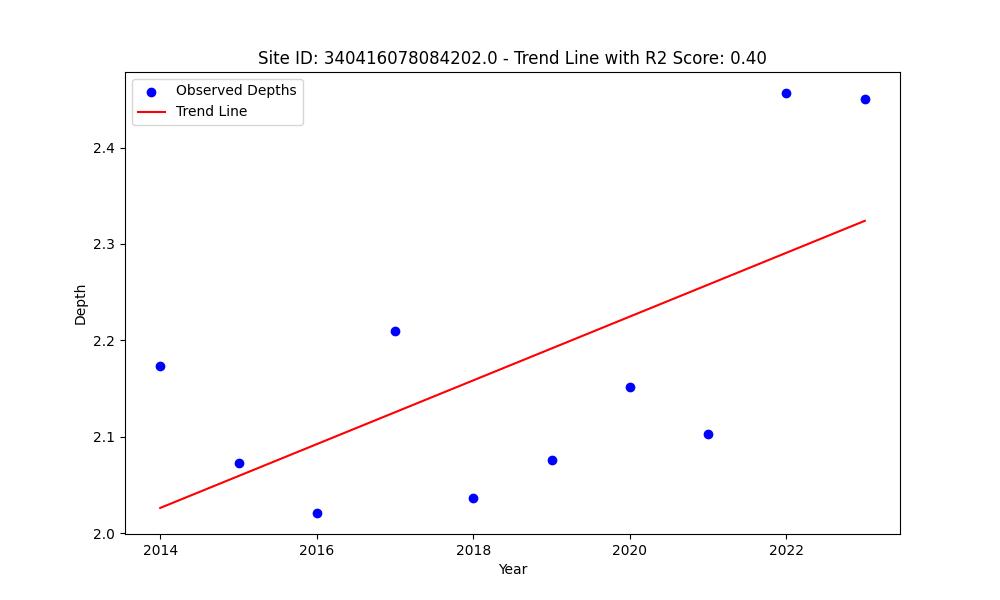 Site ID: 340416078084202.0 - Trend Line with R2 Score: 0.40
Observed Depths
Trend Line
2.4
2.3
2.2
2.1
2.0
Depth
2014
2016
2018
2020
2022
Year